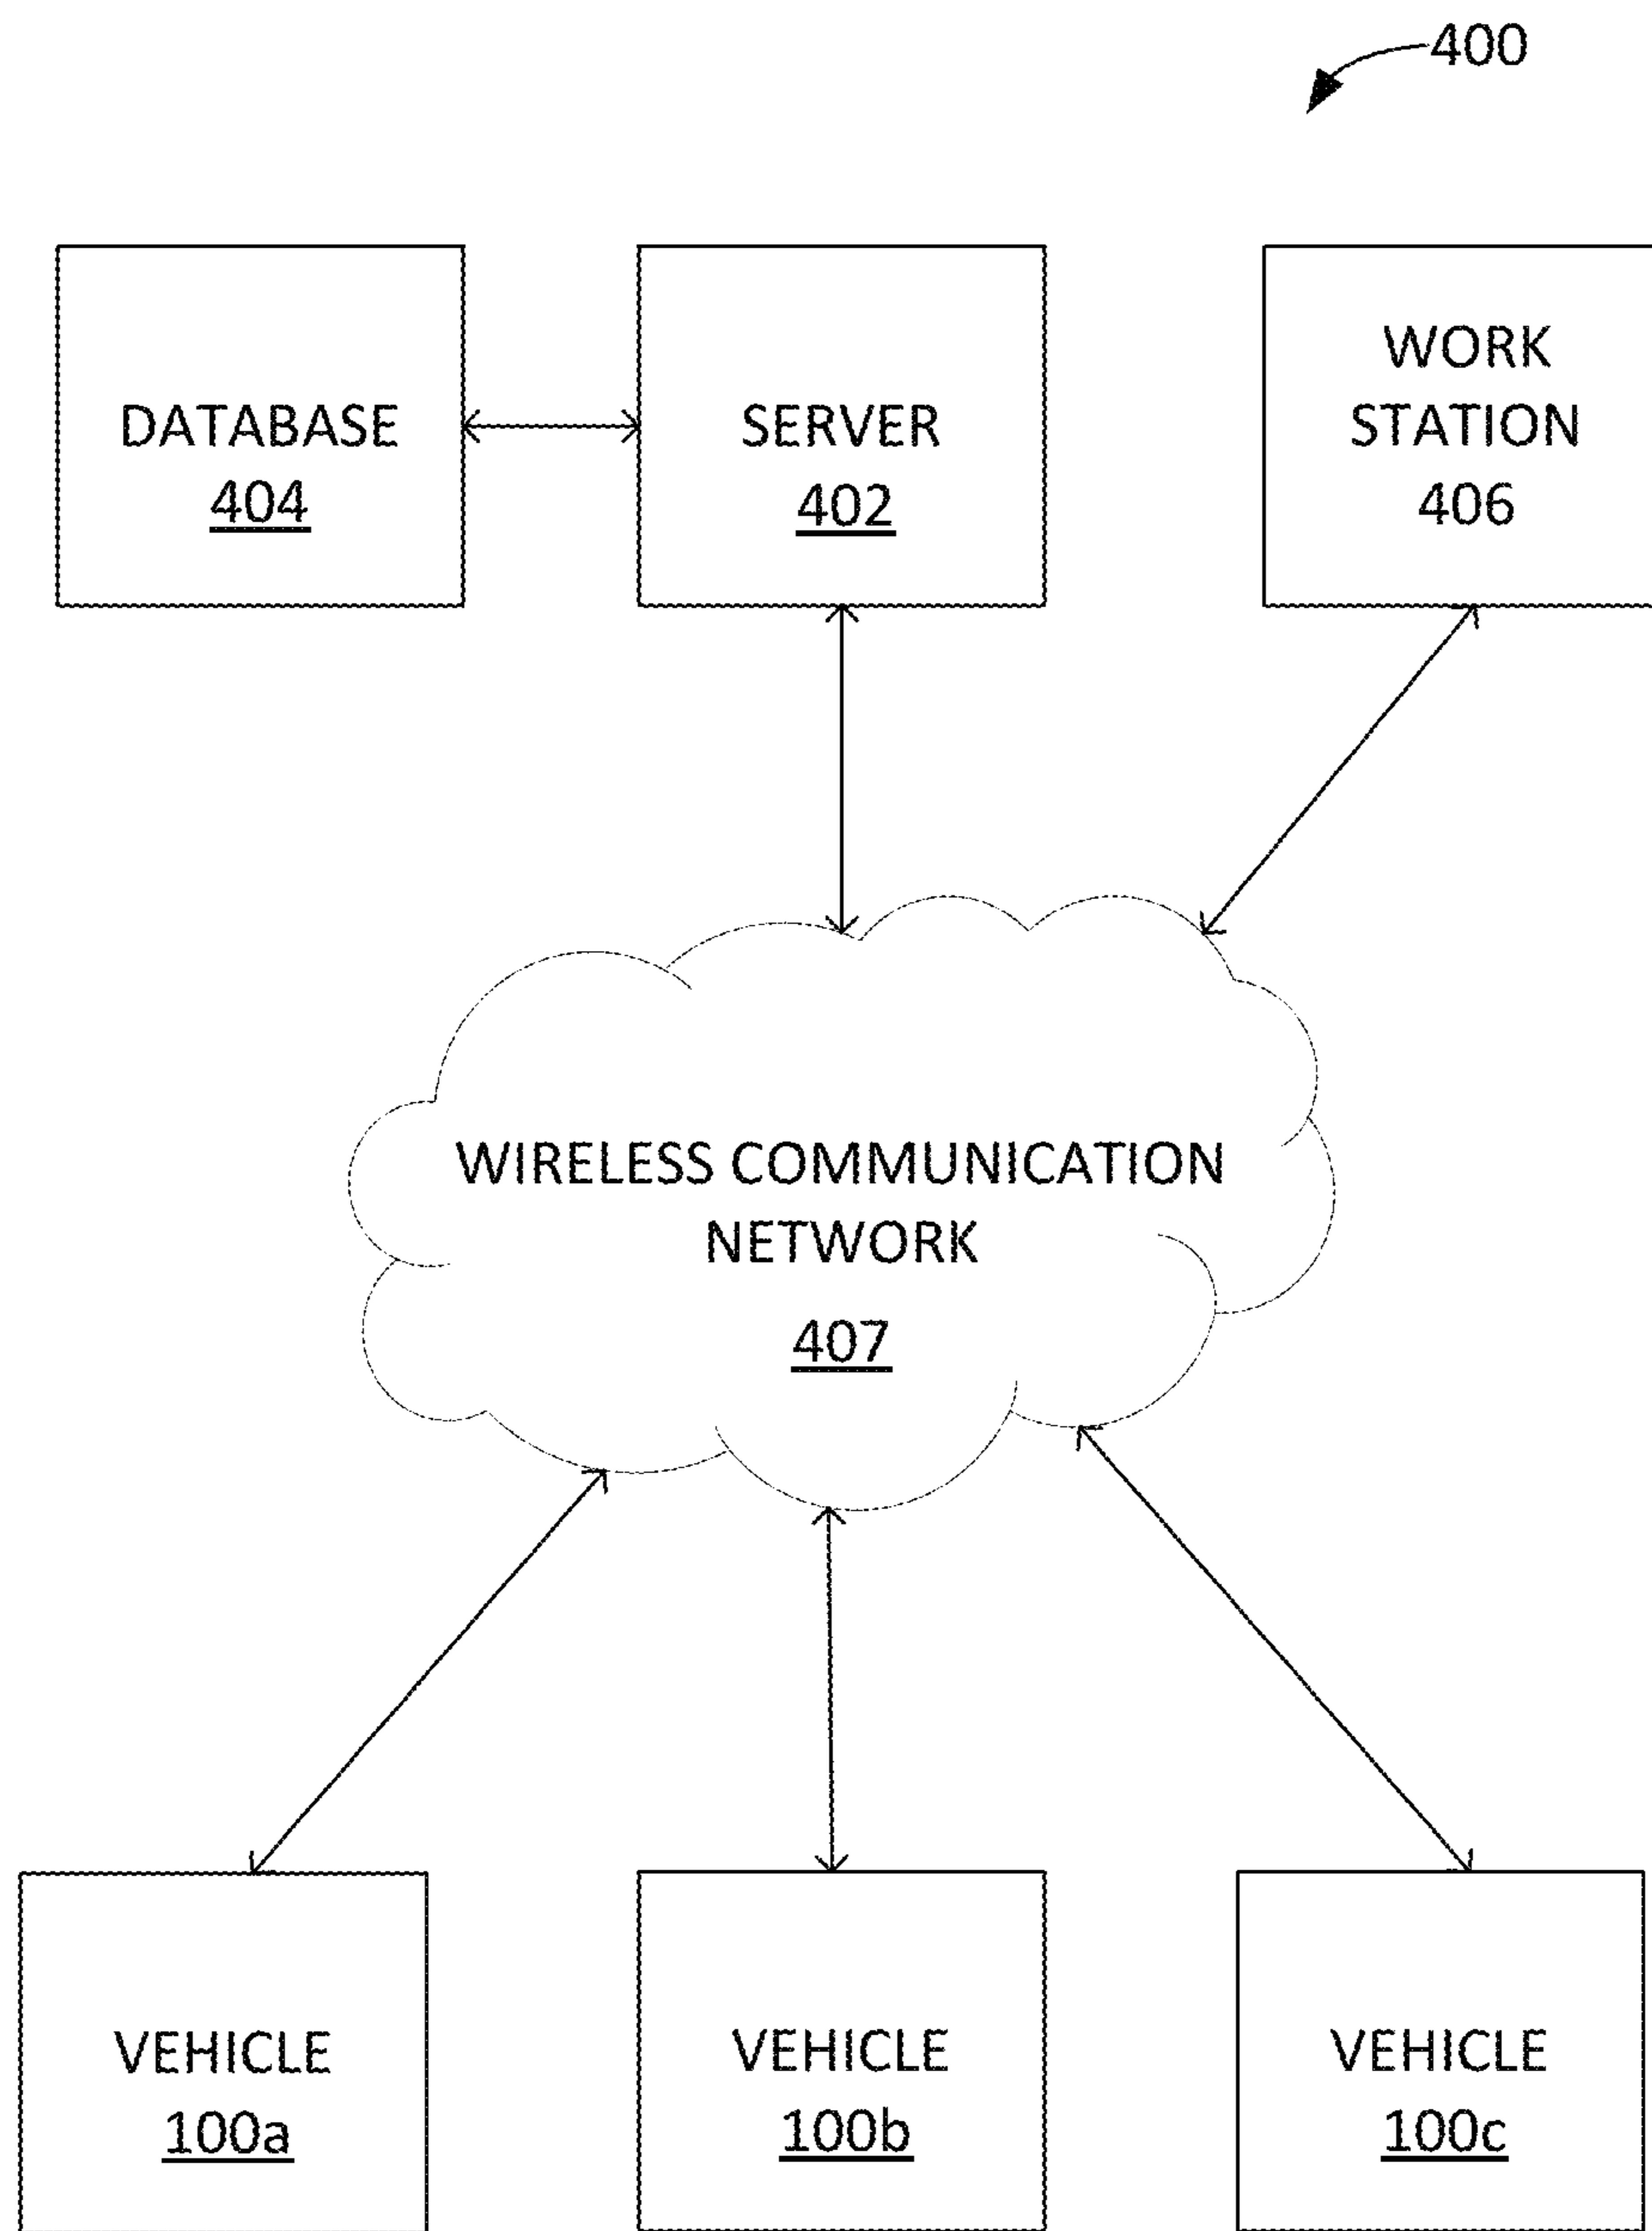 400
DATABASE
404
SERVER
402
WORK
STATION
406
WIRELESS COMMUNICATION
NETWORK
407
VEHICLE
100a
VEHICLE
100b
VEHICLE
100c